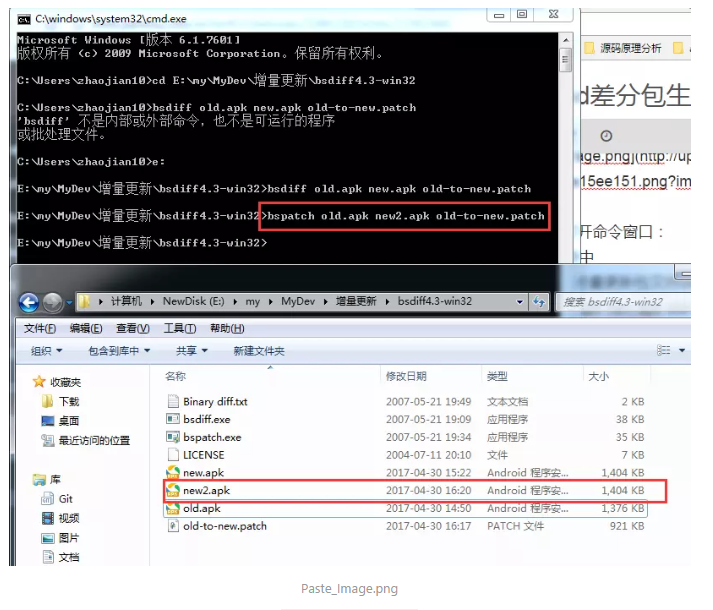 C:\windows\system32\cmd.exe
Microsoft Windows [版本 6.1.7601]
版权所有 (c) 2009 Microsoft Corporation。保留所有权利。
C:\Users\zhaojian10>cd E:\my\MyDev\增量更新\bsdiff4.3-win32
C:\Users\zhaojian10>bsdiff old.apk new.apk old-to-new.patch
'bsdiff' 不是内部或外部命令，也不是可运行的程序
或批处理文件。
C:\Users\zhaojian10>e:
E:\my\MyDev\增量更新\bsdiff4.3-win32>bsdiff old.apk new.apk old-to-new.patch
E:\my\MyDev\增量更新\bsdiff4.3-win32>bspatch old.apk new2.apk old-to-new.patch
E:\my\MyDev\增量更新\bsdiff4.3-win32>
源码原理分析
d差分包生
age.png](http://up
15ee151.png?im
开命令窗口：
中
计算机 NewDisk (E:) my MyDev 增量更新 bsdiff4.3-win32
搜索 bsdiff4.3-win32
文件(F) 编辑(E) 查看(V) 工具(T) 帮助(H)
组织 包含到库中 共享 新建文件夹
收藏夹
下载
桌面
最近访问的位置
库
Git
视频
图片
文档
名称 修改日期 类型 大小
Binary diff.txt 2007-05-21 19:49 文本文档 2 KB
bsdiff.exe 2007-05-21 19:09 应用程序 38 KB
bspatch.exe 2007-05-21 19:34 应用程序 35 KB
LICENSE 2004-07-11 20:10 文件 7 KB
new.apk 2017-04-30 15:22 Android 程序安... 1,404 KB
new2.apk 2017-04-30 16:20 Android 程序安... 1,404 KB
old.apk 2017-04-30 14:50 Android 程序安... 1,376 KB
old-to-new.patch 2017-04-30 16:17 PATCH 文件 921 KB
Paste_Image.png